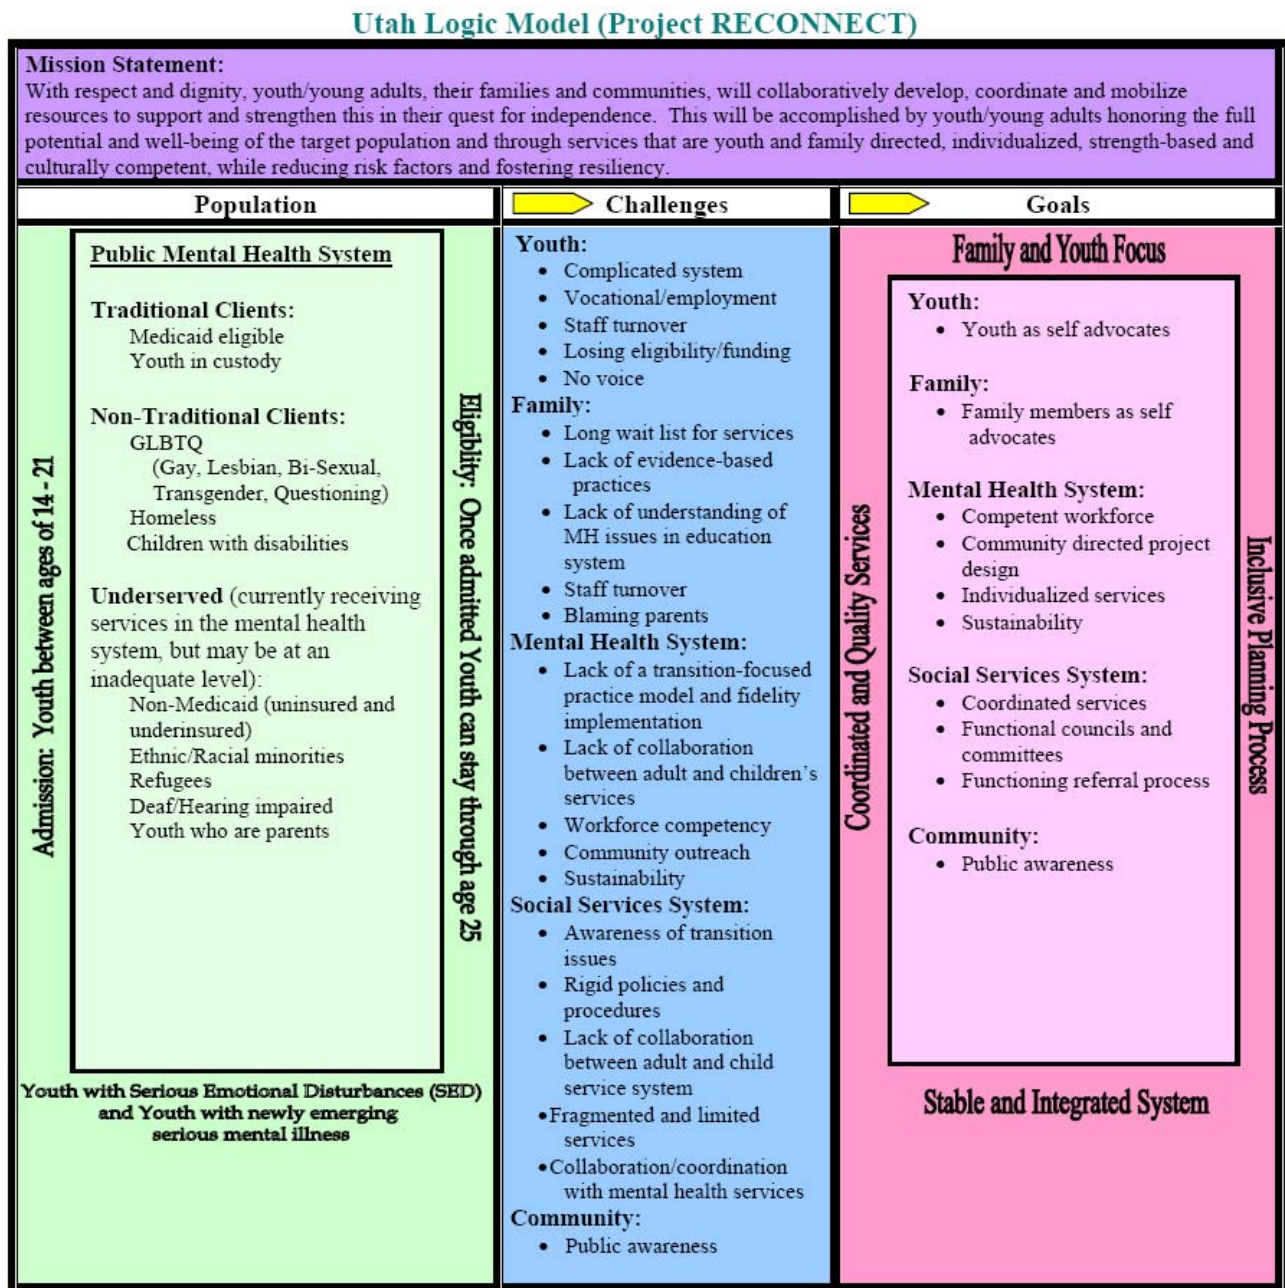 Utah Logic Model (Project RECONNECT)
Mission Statement:
With respect and dignity, youth/young adults, their families and communities, will collaboratively develop, coordinate and mobilize
resources to support and strengthen this in their quest for independence.  This will be accomplished by youth/young adults honoring the full
potential and well-being of the target population and through services that are youth and family directed, individualized, strength-based and
culturally competent, while reducing risk factors and fostering resiliency.
Population
Admission: Youth between ages of 14 - 21
Public Mental Health System
Traditional Clients:
Medicaid eligible
Youth in custody
Non-Traditional Clients:
GLBTQ
(Gay, Lesbian, Bi-Sexual,
Transgender, Questioning)
Homeless
Children with disabilities
Underserved (currently receiving
services in the mental health
system, but may be at an
inadequate level):
Non-Medicaid (uninsured and
underinsured)
Ethnic/Racial minorities
Refugees
Deaf/Hearing impaired
Youth who are parents
Eligiblity: Once admitted Youth can stay through age 25
Youth with Serious Emotional Disturbances (SED)
and Youth with newly emerging
serious mental illness
Challenges
Youth:
• Complicated system
• Vocational/employment
• Staff turnover
• Losing eligibility/funding
• No voice
Family:
• Long wait list for services
• Lack of evidence-based
practices
• Lack of understanding of
MH issues in education
system
• Staff turnover
• Blaming parents
Mental Health System:
• Lack of a transition-focused
practice model and fidelity
implementation
• Lack of collaboration
between adult and children's
services
• Workforce competency
• Community outreach
• Sustainability
Social Services System:
• Awareness of transition
issues
• Rigid policies and
procedures
• Lack of collaboration
between adult and child
service system
•Fragmented and limited
services
•Collaboration/coordination
with mental health services
Community:
• Public awareness
Goals
Family and Youth Focus
Coordinated and Quality Services
Youth:
• Youth as self advocates
Family:
• Family members as self
advocates
Mental Health System:
• Competent workforce
• Community directed project
design
• Individualized services
• Sustainability
Social Services System:
• Coordinated services
• Functional councils and
committees
• Functioning referral process
Community:
• Public awareness
Inclusive Planning Process
Stable and Integrated System